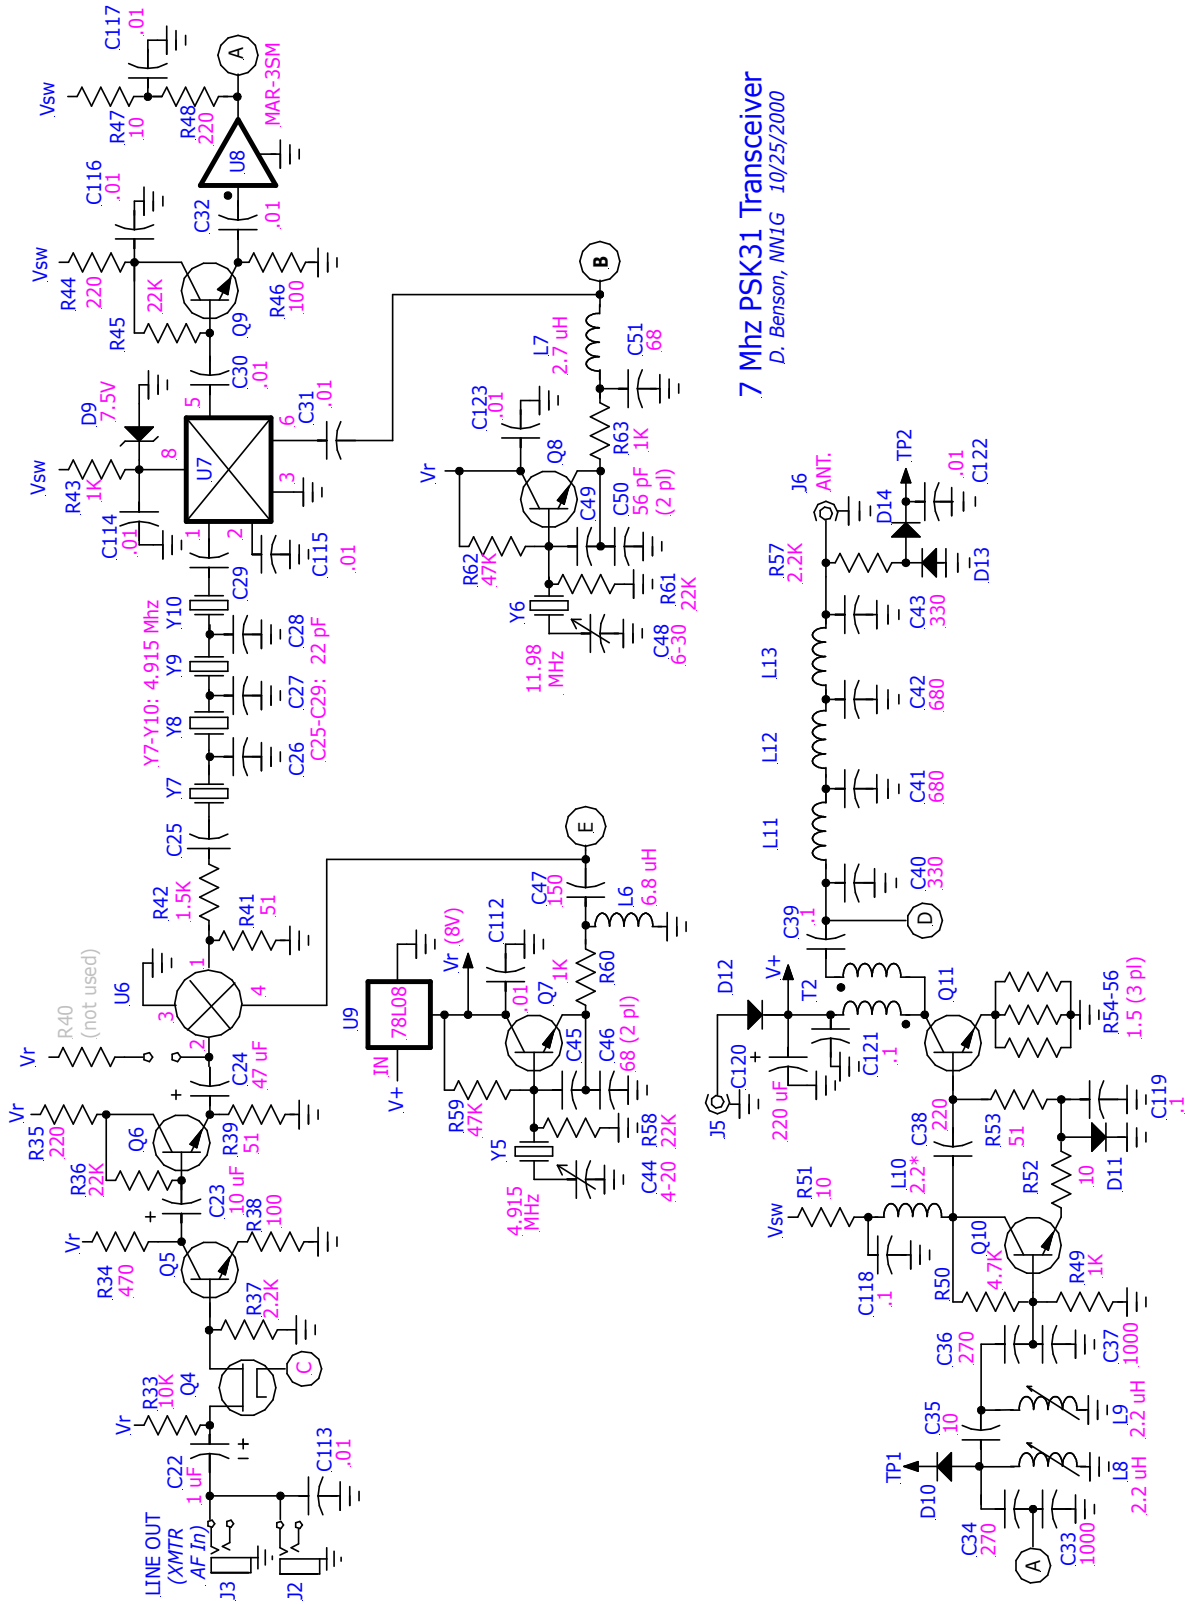 LINE OUT
(XMTR
AF In)
J3
J2
C22
1 uF
C113
.01
Vr
R33
10K
Q4
C
R37
2.2K
Vr
R34
470
Q5
R38
100
C23
10 uF
Vr
R35
220
R36
22K
Q6
R39
51
C24
47 uF
Vr
R40
(not used)
U6
3
2
1
4
R41
51
R42
1.5K
C25
Y7
Y8
Y9
Y10
Y7-Y10: 4.915 Mhz
C26
C27
C28
C25-C29: 22 pF
C29
C115
.01
C114
.01
Vsw
R43
1K
D9
7.5V
U7
1
2
3
5
6
8
C30
.01
C31
.01
Vsw
R44
220
R45
22K
C116
.01
Q9
R46
100
C32
.01
U8
MAR-3SM
Vsw
R47
10
R48
220
C117
.01
A
V+
IN
U9
78L08
Vr (8V)
R59
47K
C112
.01
Q7
Y5
4.915
MHz
C44
4-20
R58
22K
C45
C46
68 (2 pl)
R60
1K
L6
6.8 uH
C47
150
E
Vr
R62
47K
C123
.01
Q8
Y6
11.98
MHz
C48
6-30
R61
22K
C49
C50
56 pF
(2 pl)
R63
1K
C51
68
L7
2.7 uH
B
A
C33
1000
C34
270
TP1
D10
L8
2.2 uH
C35
10
L9
2.2 uH
C36
270
C37
1000
R49
1K
R50
4.7K
Q10
C118
.1
Vsw
R51
10
L10
2.2*
R52
10
D11
C119
.1
R53
51
C38
220
J5
D12
V+
C120
220 uF
C121
.1
T2
Q11
R54-56
1.5 (3 pl)
C39
.1
D
C40
330
L11
C41
680
L12
C42
680
L13
C43
330
R57
2.2K
D13
D14
TP2
C122
.01
J6
ANT.
7 Mhz PSK31 Transceiver
D. Benson, NN1G 10/25/2000